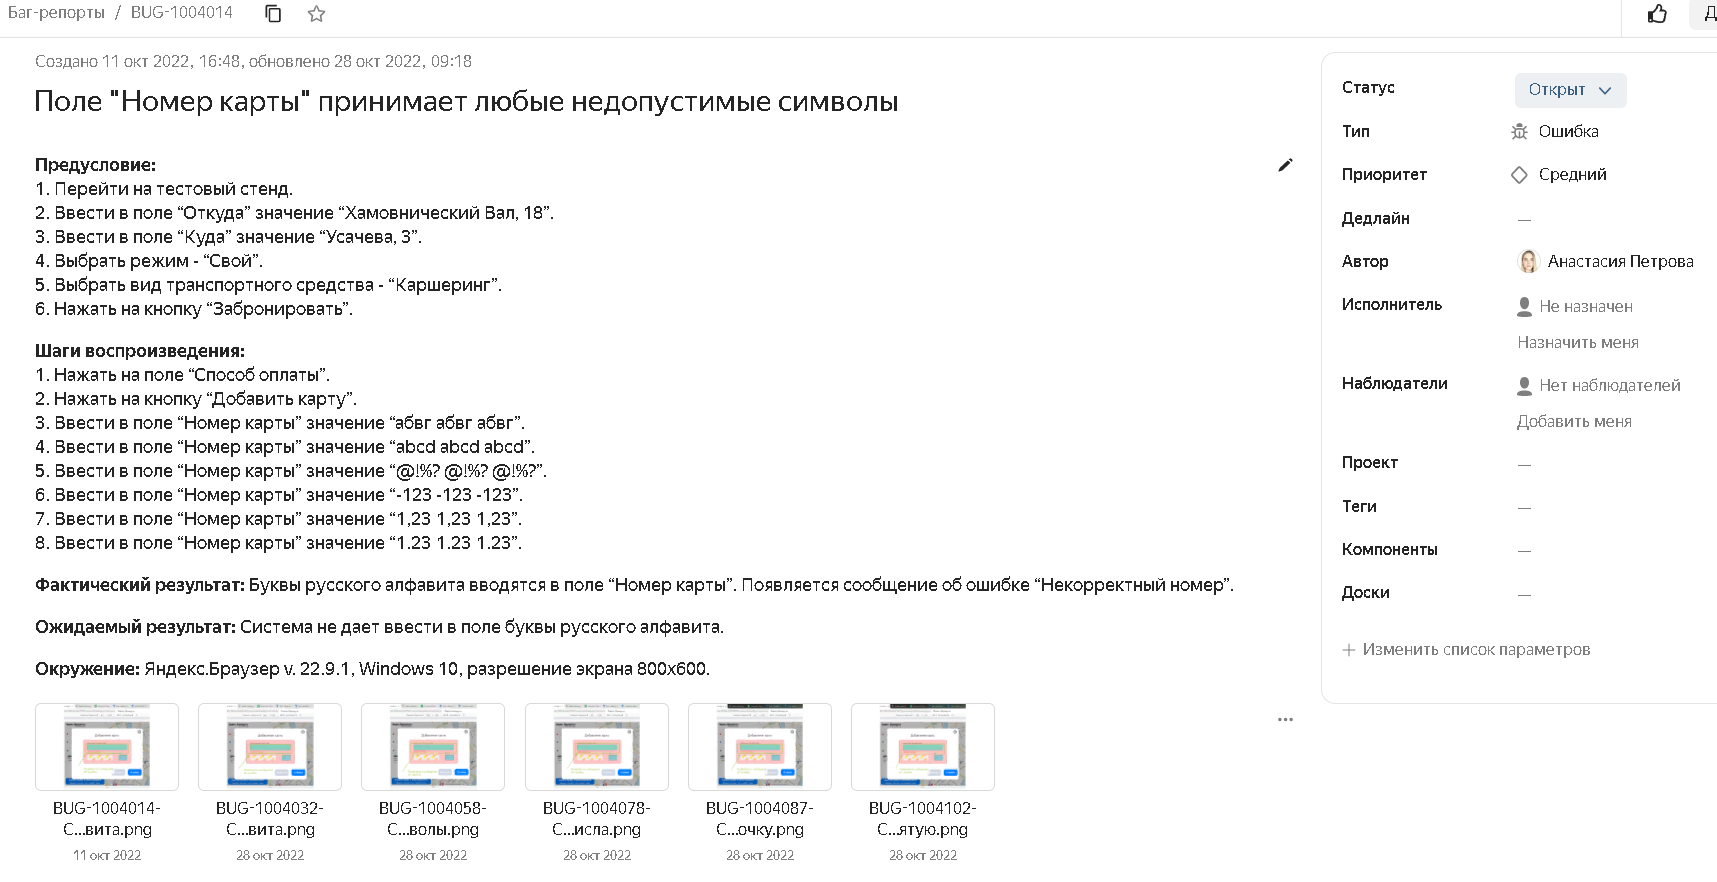 Баг-репорты / BUG-1004014
Создано 11 окт 2022, 16:48, обновлено 28 окт 2022, 09:18
Поле "Номер карты" принимает любые недопустимые символы
Предусловие:
1. Перейти на тестовый стенд.
2. Ввести в поле “Откуда” значение “Хамовнический Вал, 18”.
3. Ввести в поле “Куда” значение “Усачева, 3”.
4. Выбрать режим - “Свой”.
5. Выбрать вид транспортного средства - “Каршеринг”.
6. Нажать на кнопку “Забронировать”.
Шаги воспроизведения:
1. Нажать на поле “Способ оплаты”.
2. Нажать на кнопку “Добавить карту”.
3. Ввести в поле “Номер карты” значение “абвг абвг абвг”.
4. Ввести в поле “Номер карты” значение “abcd abcd abcd”.
5. Ввести в поле “Номер карты” значение “@!%? @!%? @!%?”.
6. Ввести в поле “Номер карты” значение “-123 -123 -123”.
7. Ввести в поле “Номер карты” значение “1,23 1,23 1,23”.
8. Ввести в поле “Номер карты” значение “1.23 1.23 1.23”.
Фактический результат: Буквы русского алфавита вводятся в поле “Номер карты”. Появляется сообщение об ошибке “Некорректный номер”.
Ожидаемый результат: Система не дает ввести в поле буквы русского алфавита.
Окружение: Яндекс.Браузер v. 22.9.1, Windows 10, разрешение экрана 800x600.
BUG-1004014-
С...вита.png
11 окт 2022
BUG-1004032-
С...вита.png
28 окт 2022
BUG-1004058-
С...волы.png
28 окт 2022
BUG-1004078-
С...исла.png
28 окт 2022
BUG-1004087-
С...очку.png
28 окт 2022
BUG-1004102-
С...ятую.png
28 окт 2022
Д
Статус Открыт
Тип Ошибка
Приоритет Средний
Дедлайн —
Автор Анастасия Петрова
Исполнитель Не назначен
Назначить меня
Наблюдатели Нет наблюдателей
Добавить меня
Проект —
Теги —
Компоненты —
Доски —
+ Изменить список параметров